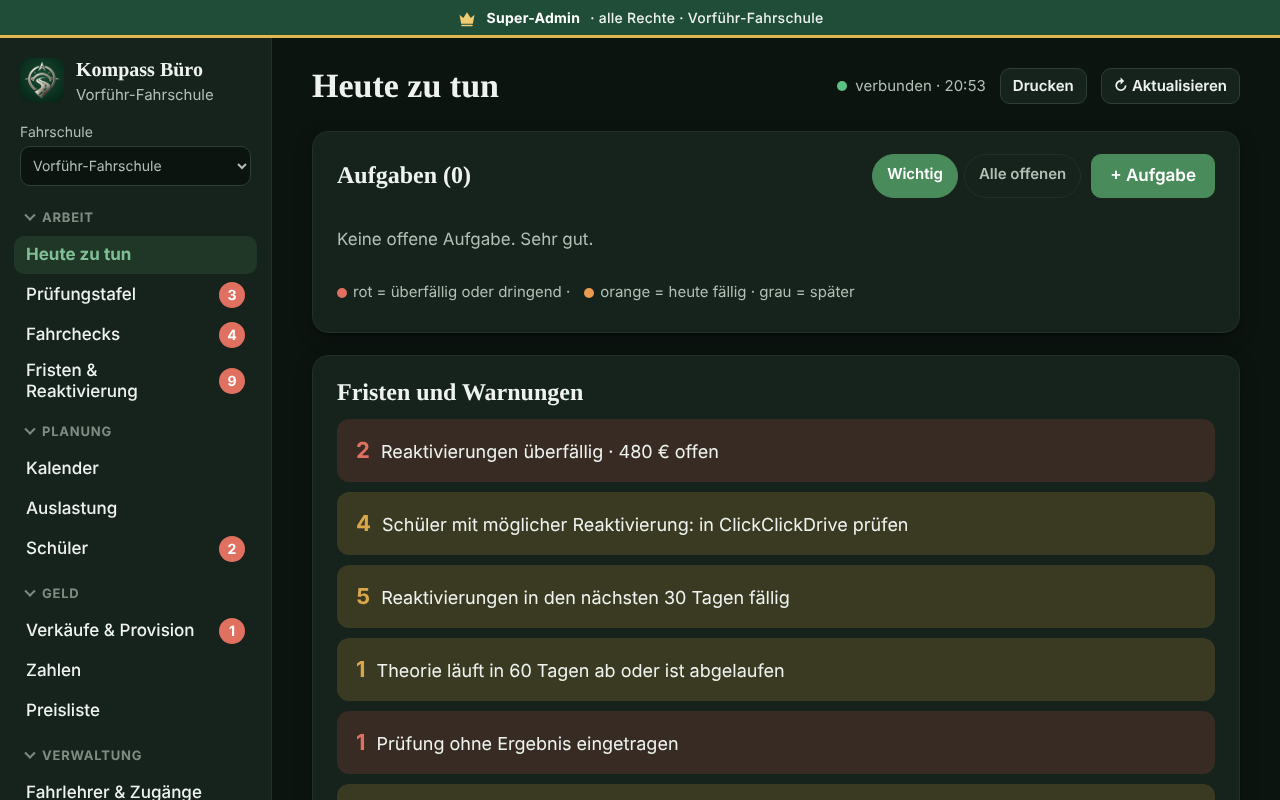 Super-Admin · alle Rechte · Vorführ-Fahrschule
Kompass Büro
Vorführ-Fahrschule
Fahrschule
Vorführ-Fahrschule
ARBEIT
Heute zu tun
Prüfungstafel 3
Fahrchecks 4
Fristen &
Reaktivierung 9
PLANUNG
Kalender
Auslastung
Schüler 2
GELD
Verkäufe & Provision 1
Zahlen
Preisliste
VERWALTUNG
Fahrlehrer & Zugänge
Heute zu tun
verbunden · 20:53
Drucken
↻ Aktualisieren
Aufgaben (0)
Wichtig
Alle offenen
+ Aufgabe
Keine offene Aufgabe. Sehr gut.
rot = überfällig oder dringend · orange = heute fällig · grau = später
Fristen und Warnungen
2 Reaktivierungen überfällig · 480 € offen
4 Schüler mit möglicher Reaktivierung: in ClickClickDrive prüfen
5 Reaktivierungen in den nächsten 30 Tagen fällig
1 Theorie läuft in 60 Tagen ab oder ist abgelaufen
1 Prüfung ohne Ergebnis eingetragen